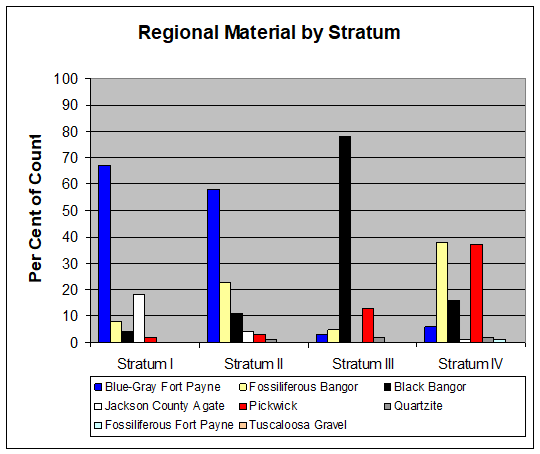 Regional Material by Stratum
Per Cent of Count
100
90
80
70
60
50
40
30
20
10
0
Stratum I Stratum II Stratum III Stratum IV
Blue-Gray Fort Payne Fossiliferous Bangor Black Bangor
Jackson County Agate Pickwick Quartzite
Fossiliferous Fort Payne Tuscaloosa Gravel